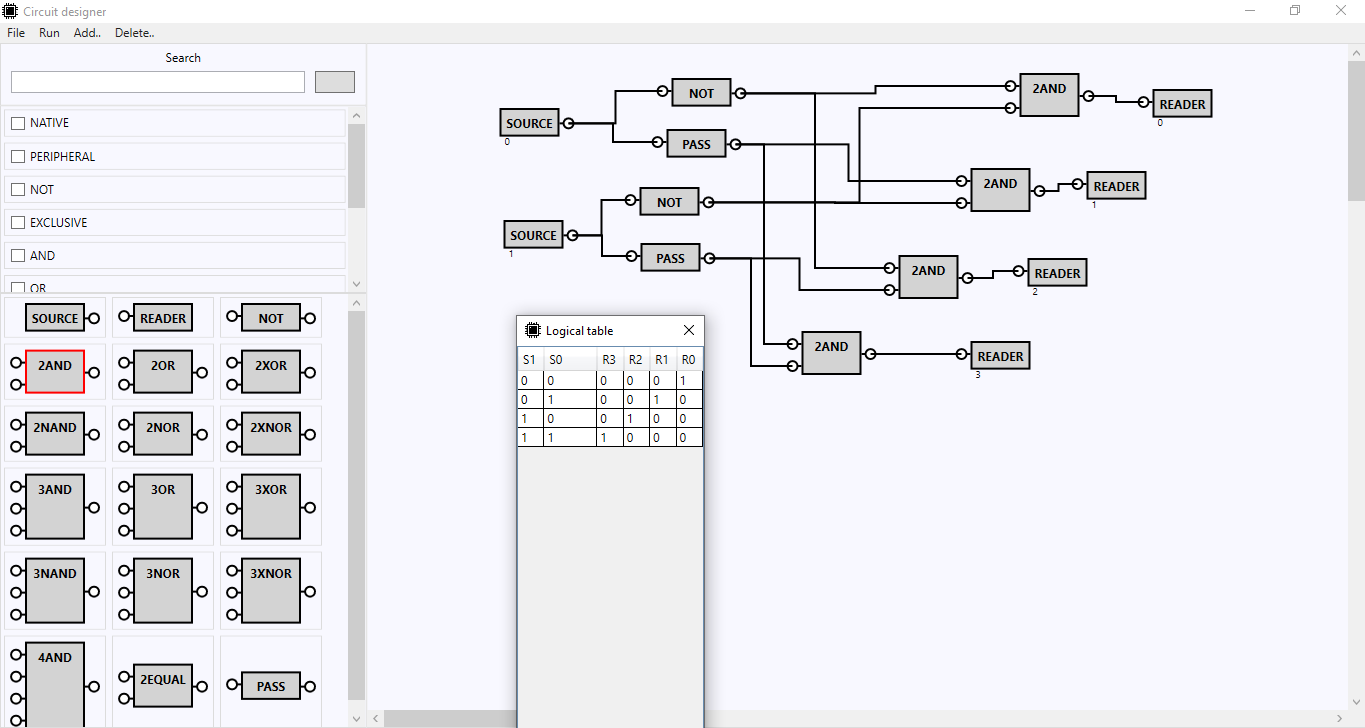 Circuit designer
File Run Add.. Delete..
Search
NATIVE
PERIPHERAL
NOT
EXCLUSIVE
AND
OR
SOURCE READER NOT
2AND 2OR 2XOR
2NAND 2NOR 2XNOR
3AND 3OR 3XOR
3NAND 3NOR 3XNOR
4AND 2EQUAL PASS
SOURCE
0
NOT
PASS
SOURCE
1
NOT
PASS
2AND
READER
0
2AND
READER
1
2AND
READER
2
2AND
READER
3
Logical table
S1 S0 R3 R2 R1 R0
0 0 0 0 0 1
0 1 0 0 1 0
1 0 0 1 0 0
1 1 1 0 0 0